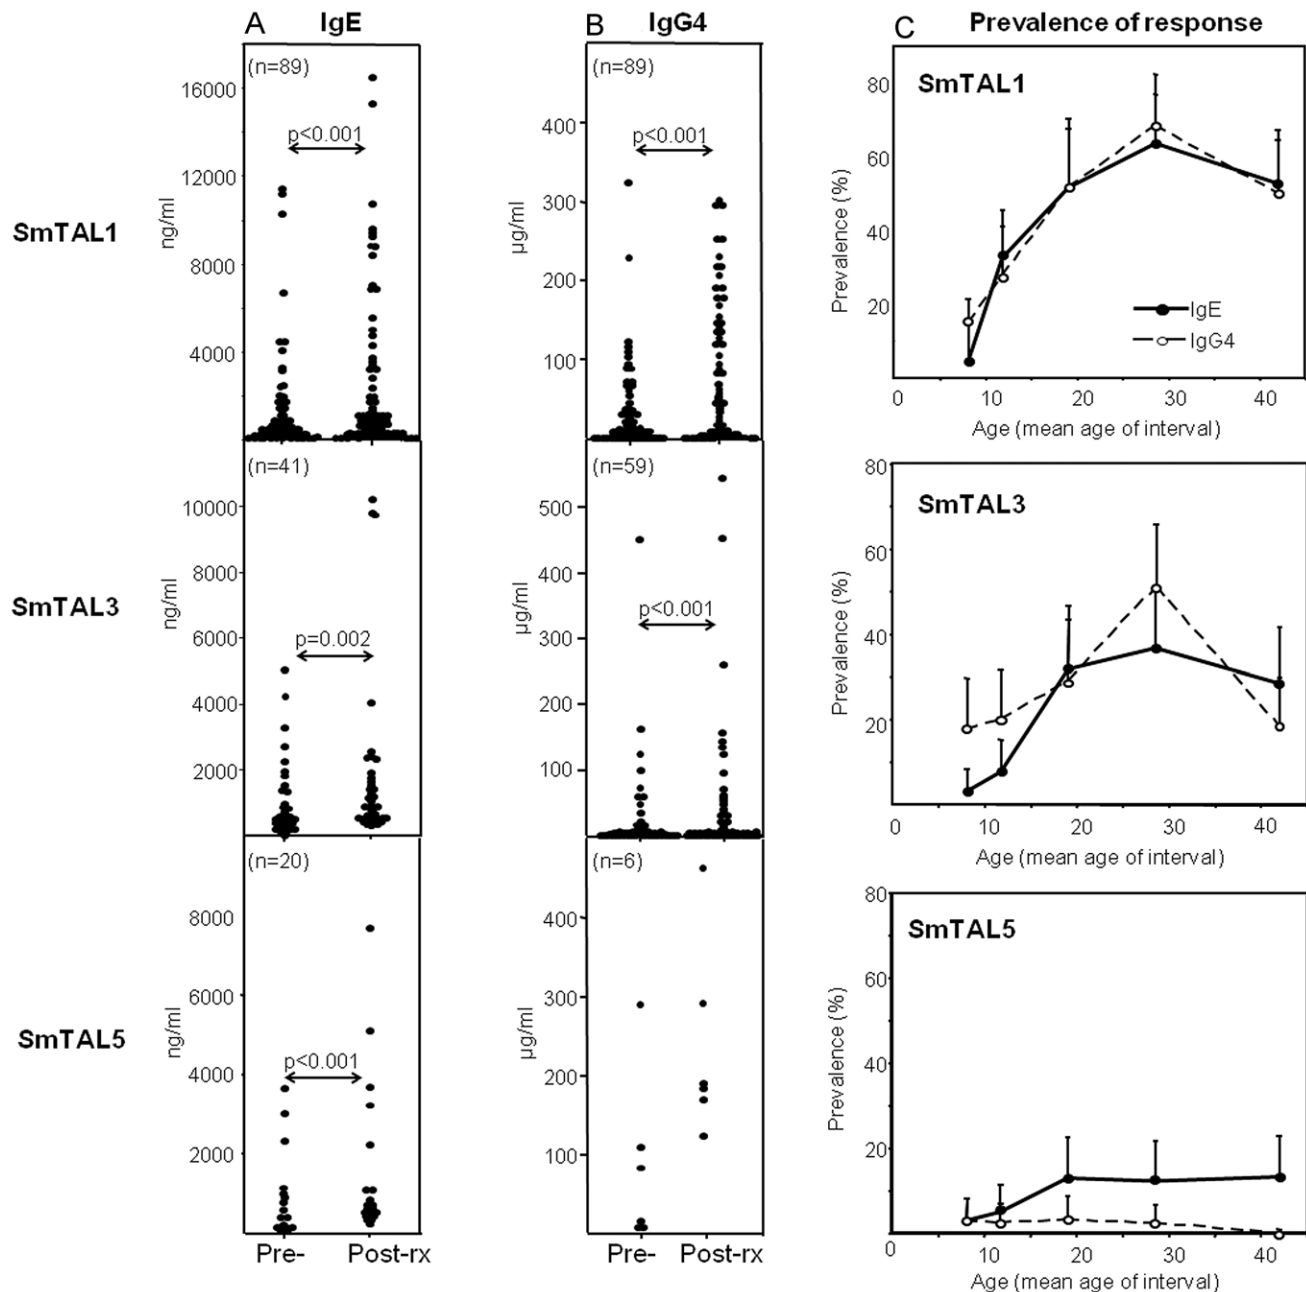 A IgE
B IgG4
C Prevalence of response
SmTAL1
(n=89)
16000
12000
8000
4000
ng/ml
p<0.001
(n=89)
400
300
200
100
µg/ml
p<0.001
SmTAL1
80
60
40
20
Prevalence (%)
IgE
IgG4
0 10 20 30 40
Age (mean age of interval)
SmTAL3
(n=41)
10000
8000
6000
4000
2000
ng/ml
p=0.002
(n=59)
500
400
300
200
100
µg/ml
p<0.001
SmTAL3
80
60
40
20
Prevalence (%)
0 10 20 30 40
Age (mean age of interval)
SmTAL5
(n=20)
8000
6000
4000
2000
ng/ml
p<0.001
Pre- Post-rx
(n=6)
400
300
200
100
µg/ml
Pre- Post-rx
SmTAL5
80
60
40
20
Prevalence (%)
0 10 20 30 40
Age (mean age of interval)